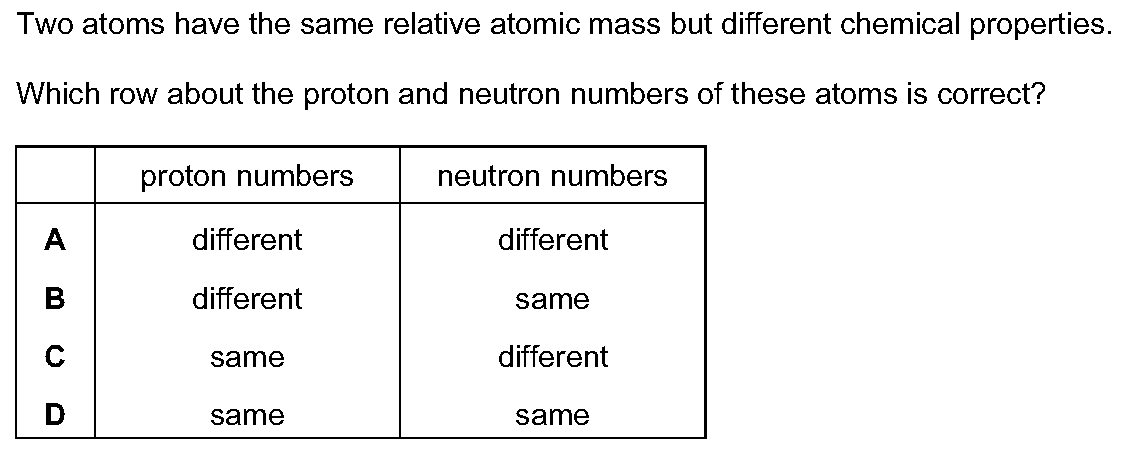 Two atoms have the same relative atomic mass but different chemical properties.
Which row about the proton and neutron numbers of these atoms is correct?
proton numbers neutron numbers
A different different
B different same
C same different
D same same